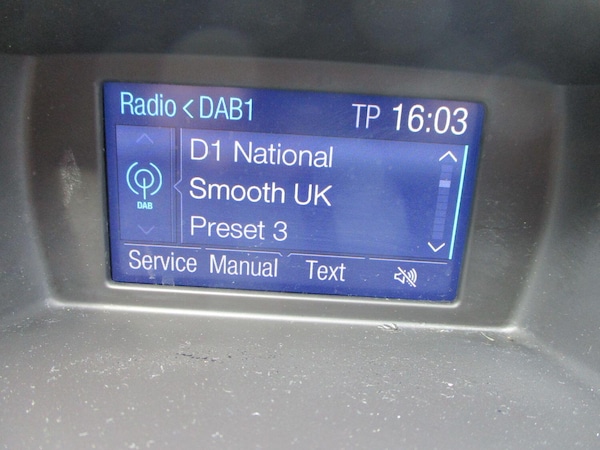 Radio < DAB1 TP 16:03
D1 National
Smooth UK
DAB
Preset 3
Service Manual Text